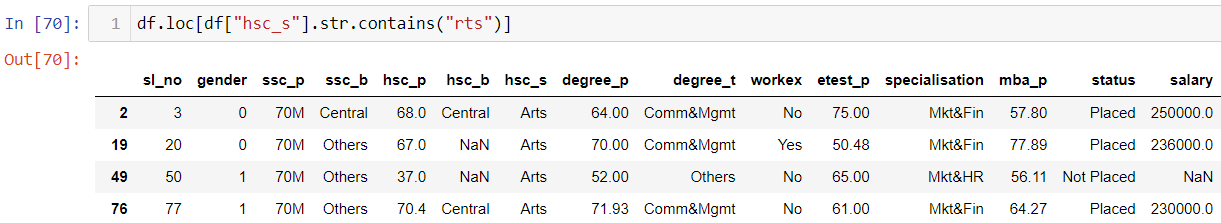 In [70]: 1 df.loc[df["hsc_s"].str.contains("rts")]
Out[70]:
sl_no gender ssc_p ssc_b hsc_p hsc_b hsc_s degree_p degree_t workex etest_p specialisation mba_p status salary
2 3 0 70M Central 68.0 Central Arts 64.00 Comm&Mgmt No 75.00 Mkt&Fin 57.80 Placed 250000.0
19 20 0 70M Others 67.0 NaN Arts 70.00 Comm&Mgmt Yes 50.48 Mkt&Fin 77.89 Placed 236000.0
49 50 1 70M Others 37.0 NaN Arts 52.00 Others No 65.00 Mkt&HR 56.11 Not Placed NaN
76 77 1 70M Others 70.4 Central Arts 71.93 Comm&Mgmt No 61.00 Mkt&Fin 64.27 Placed 230000.0